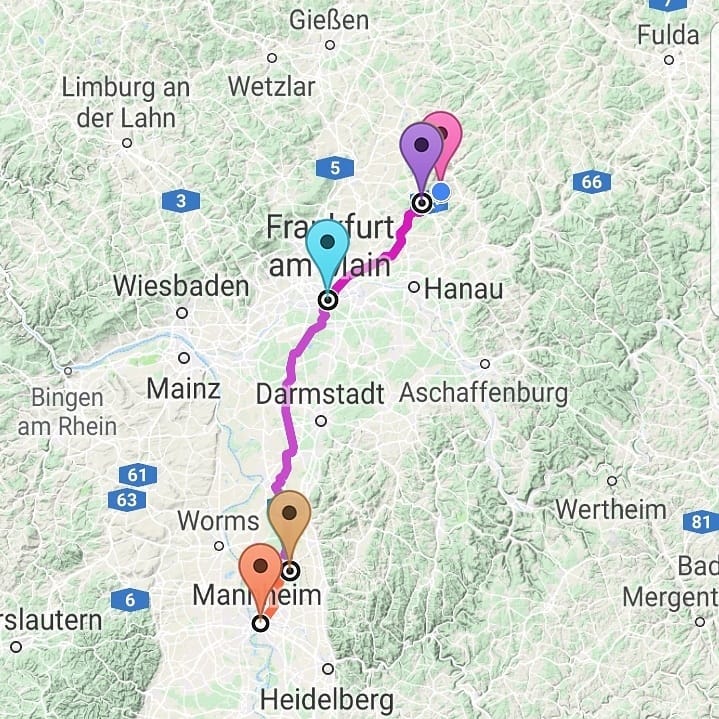 7
Gießen
Fulda
Wetzlar
Limburg an
der Lahn
5
66
3
Frankfurt
am Main
Wiesbaden
Hanau
Mainz
Bingen
am Rhein
Darmstadt
Aschaffenburg
61
63
Worms
Wertheim
81
Bad
Mergent
6
Mannheim
rslautern
Heidelberg